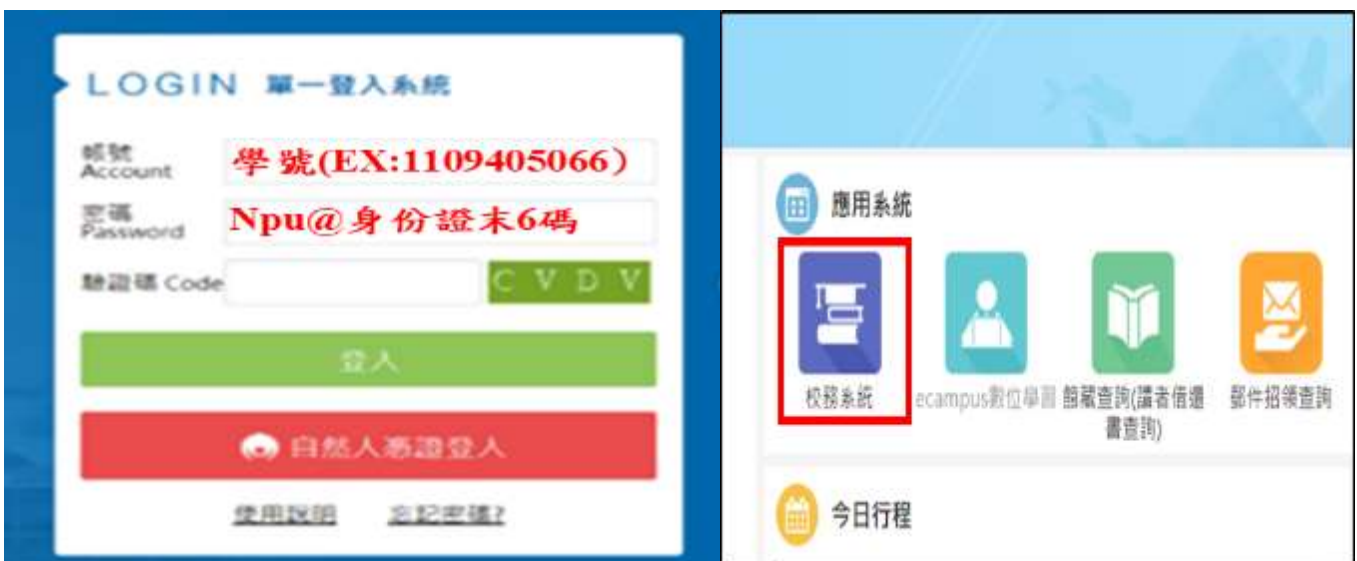 LOGIN 單一登入系統
帳號
Account
學號(EX:1109405066)
密碼
Password
Npu@身份證末6碼
驗證碼 Code
C V D V
登入
自然人憑證登入
使用說明 忘記密碼?
應用系統
校務系統
ecampus數位學習
館藏查詢(讀者借還
書查詢)
郵件招領查詢
今日行程